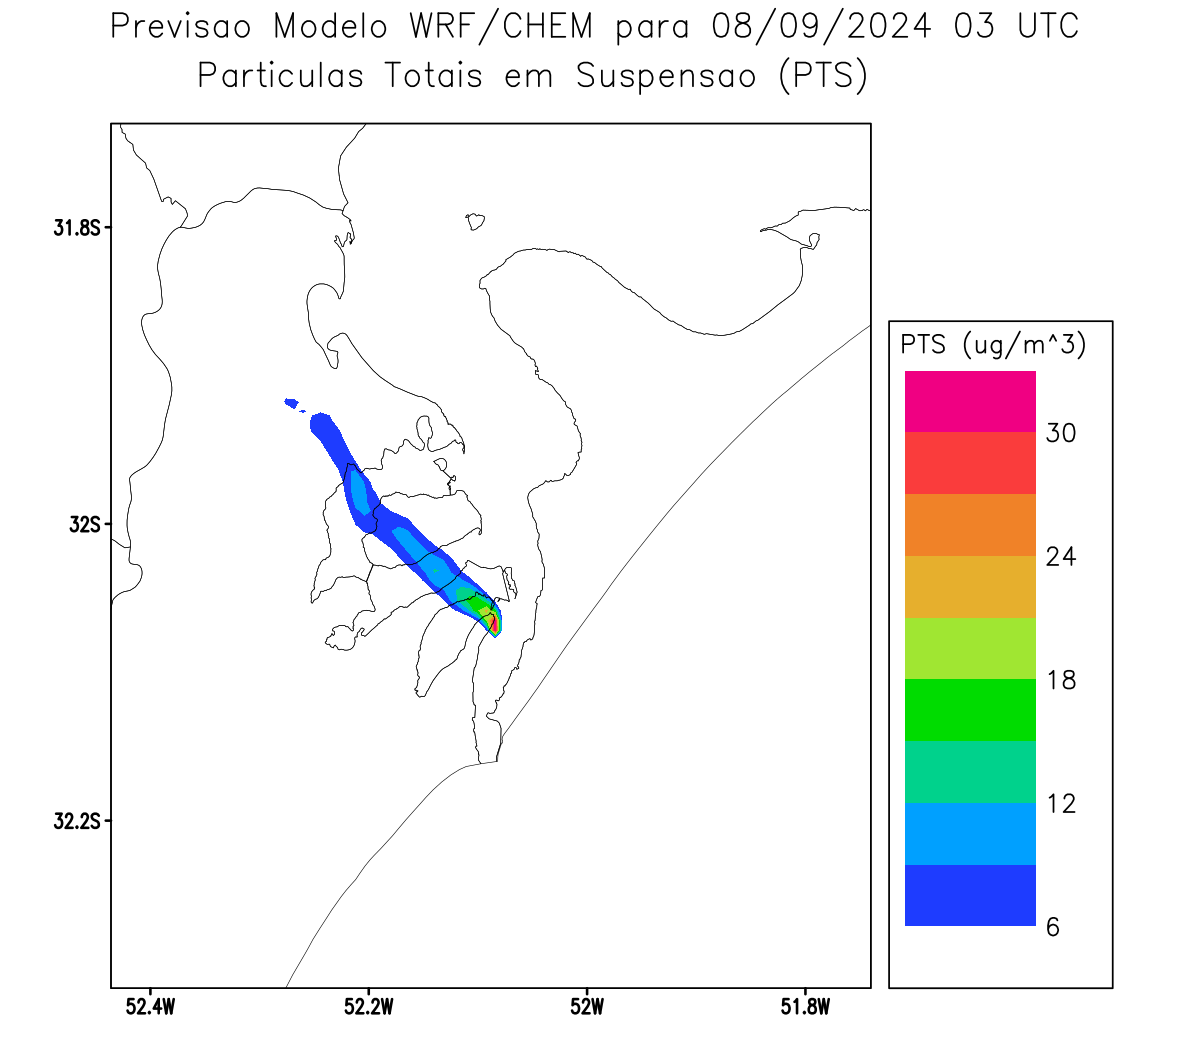 Previsao Modelo WRF/CHEM para 08/09/2024 03 UTC
Particulas Totais em Suspensao (PTS)
31.8S
32S
32.2S
52.4W 52.2W 52W 51.8W
PTS (ug/m^3)
30
24
18
12
6